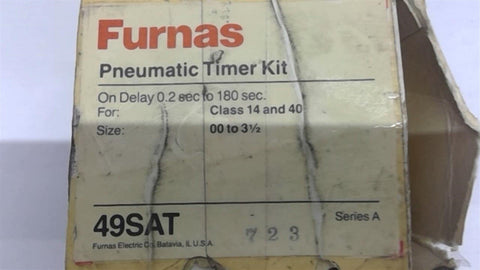 Furnas
Pneumatic Timer Kit
On Delay 0.2 sec to 180 sec.
For: Class 14 and 40
Size: 00 to 3½
49SAT 723 Series A
Furnas Electric Co. Batavia, IL U.S.A.